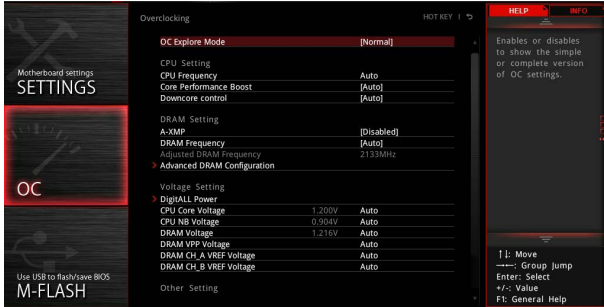 Overclocking
HOT KEY | ↩
HELP
INFO
Motherboard settings
SETTINGS
OC
Use USB to flash/save BIOS
M-FLASH
OC Explore Mode [Normal]
CPU Setting
CPU Frequency Auto
Core Performance Boost [Auto]
Downcore control [Auto]
DRAM Setting
A-XMP [Disabled]
DRAM Frequency [Auto]
Adjusted DRAM Frequency 2133MHz
> Advanced DRAM Configuration
Voltage Setting
> DigitALL Power
CPU Core Voltage 1.200V Auto
CPU NB Voltage 0.904V Auto
DRAM Voltage 1.216V Auto
DRAM VPP Voltage Auto
DRAM CH_A VREF Voltage Auto
DRAM CH_B VREF Voltage Auto
Other Setting
Enables or disables
to show the simple
or complete version
of OC settings.
↑↓: Move
→←: Group Jump
Enter: Select
+/-: Value
F1: General Help